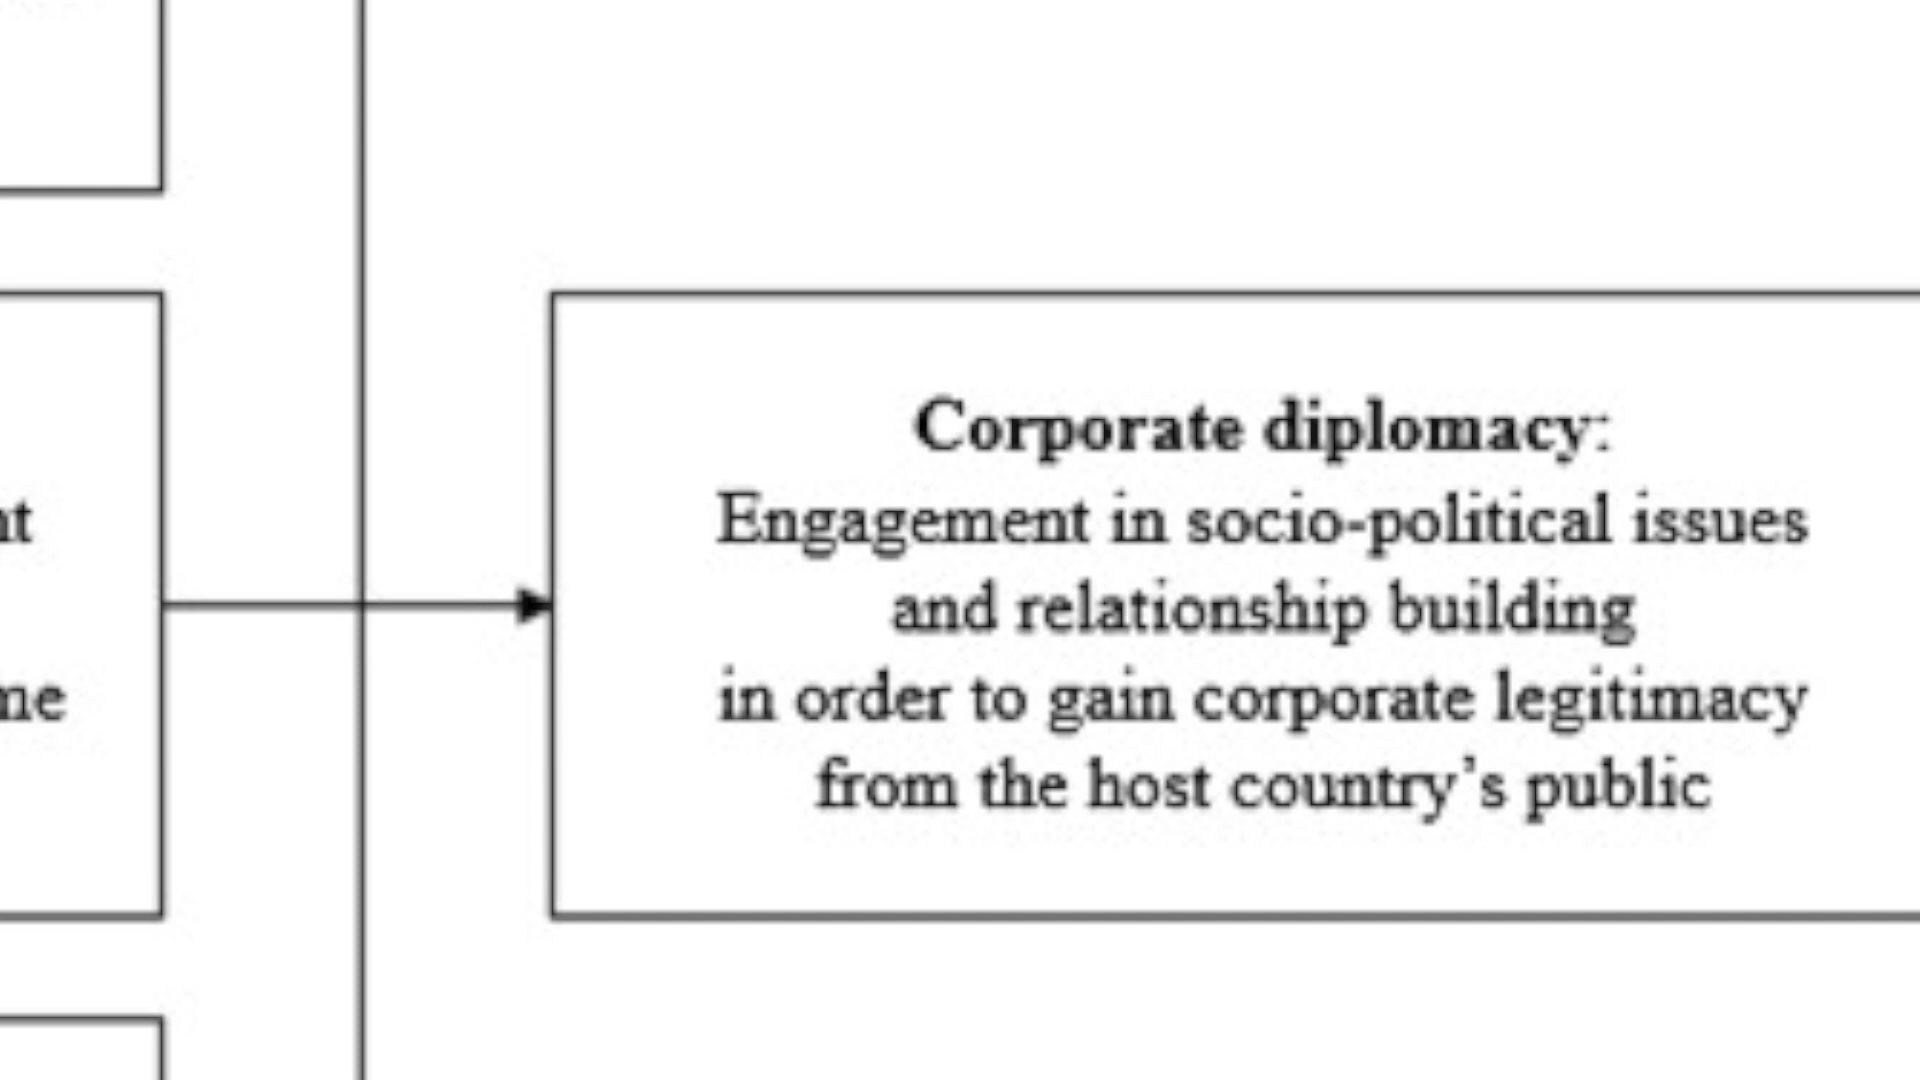 Corporate diplomacy:
Engagement in socio-political issues
and relationship building
in order to gain corporate legitimacy
from the host country’s public